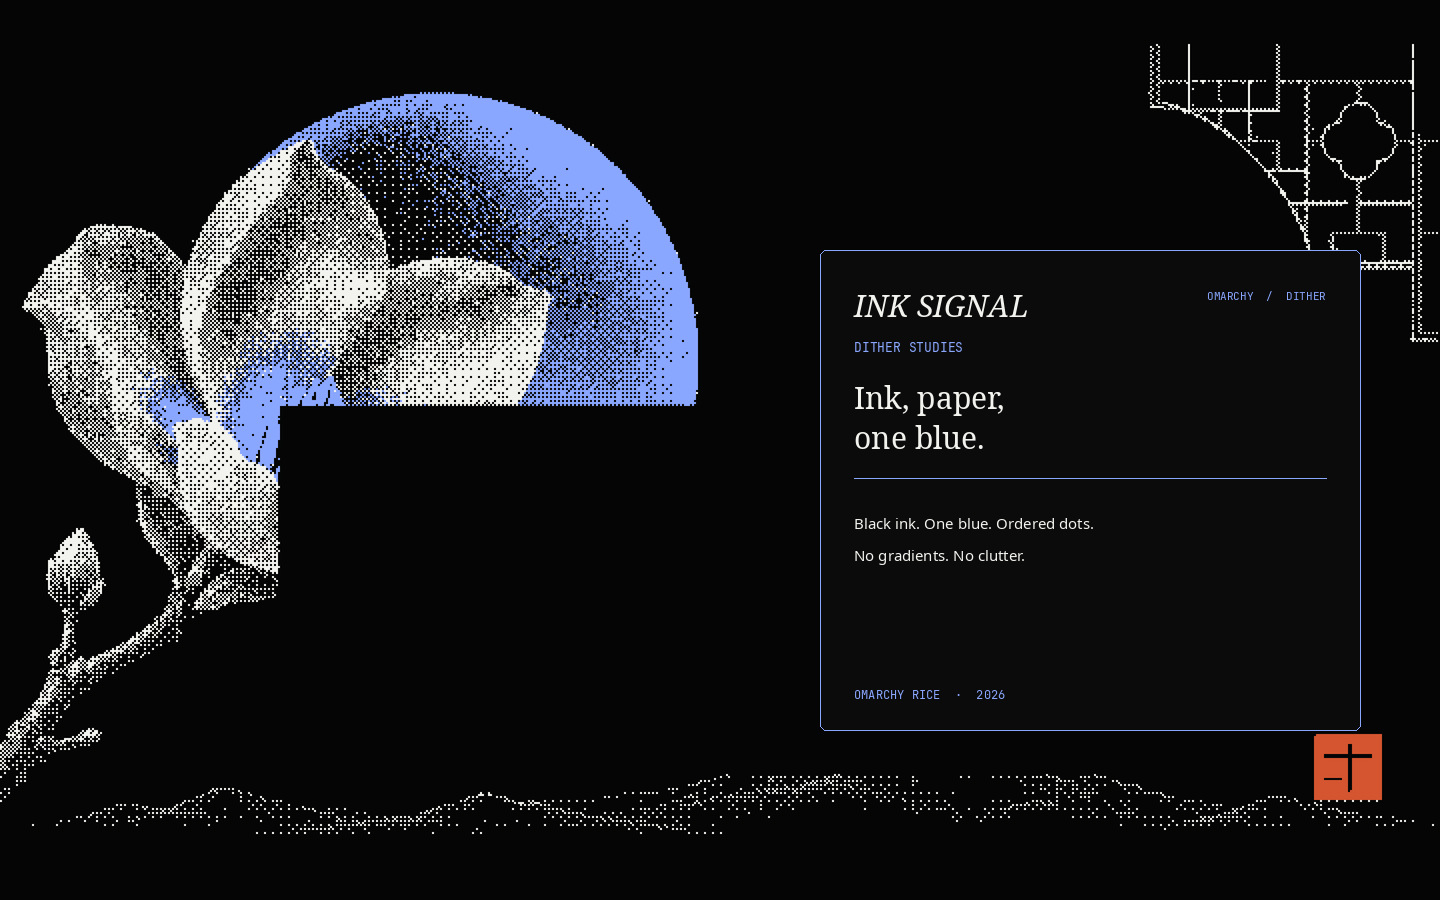 INK SIGNAL
OMARCHY / DITHER
DITHER STUDIES
Ink, paper,
one blue.
Black ink. One blue. Ordered dots.
No gradients. No clutter.
OMARCHY RICE · 2026